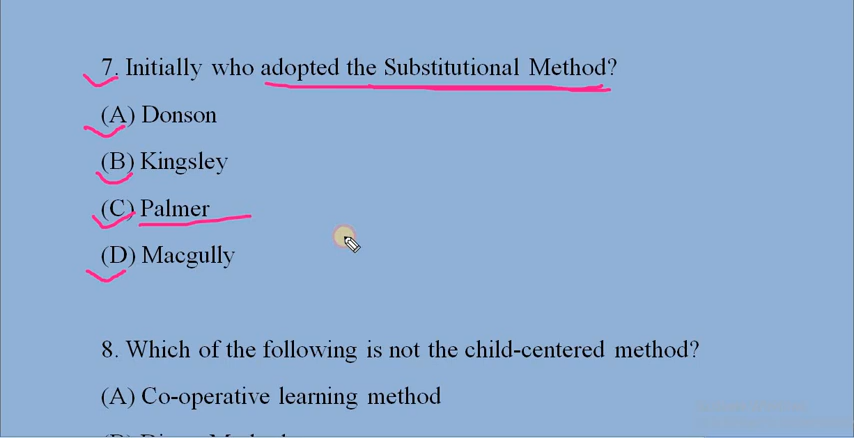 7. Initially who adopted the Substitutional Method?
(A) Donson
(B) Kingsley
(C) Palmer
(D) Macgully
8. Which of the following is not the child-centered method?
(A) Co-operative learning method